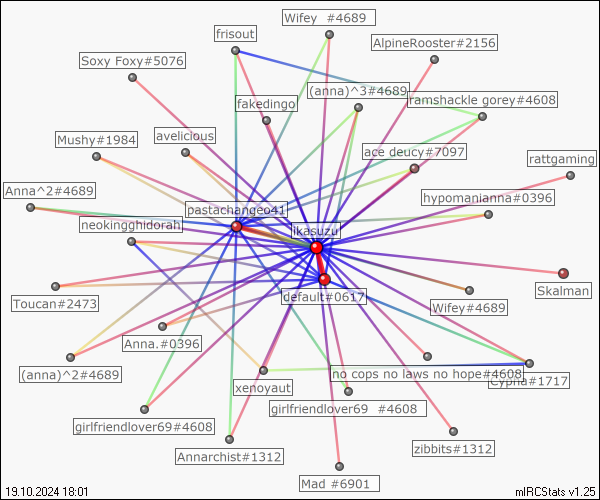 Wifey  #4689
frisout
AlpineRooster#2156
Soxy Foxy#5076
(anna)^3#4689
fakedingo
ramshackle gorey#4608
Mushy#1984
avelicious
ace deucy#7097
rattgaming
Anna^2#4689
hypomanianna#0396
pastachangeo41
neokingghidorah
ikasuzu
Skalman
default#0617
Toucan#2473
Wifey#4689
Anna.#0396
(anna)^2#4689
no cops no laws no hope#4608
Cypha#1717
xenoyaut
girlfriendlover69  #4608
girlfriendlover69#4608
zibbits#1312
Annarchist#1312
Mad #6901
19.10.2024 18:01
mIRCStats v1.25